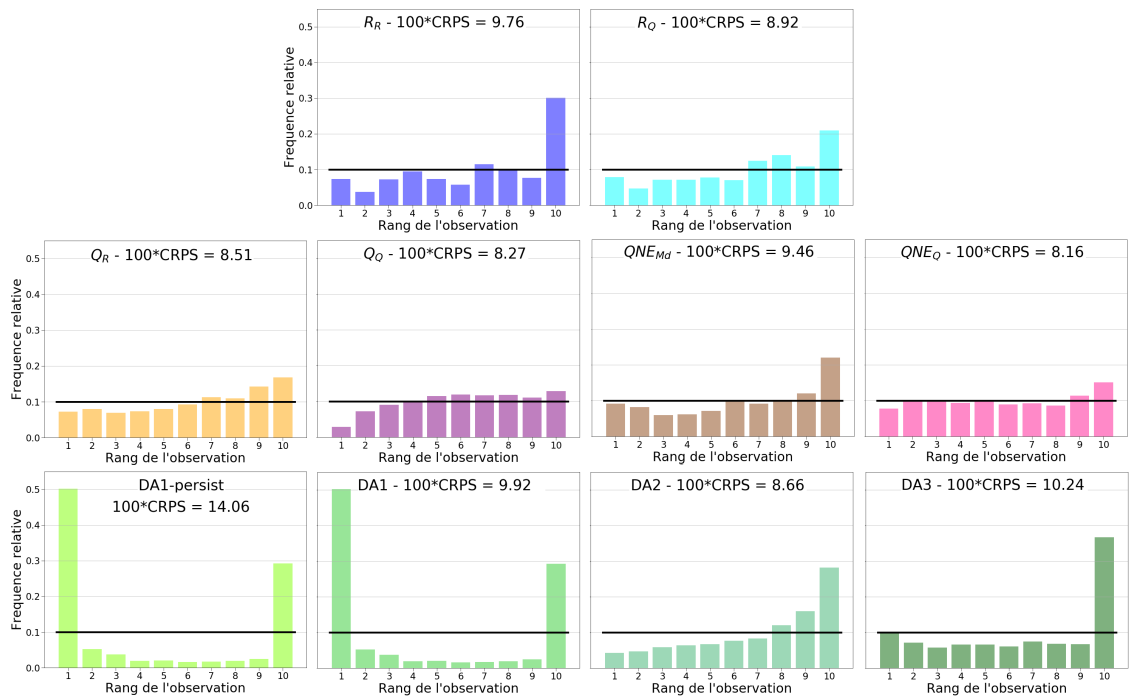 R_R - 100*CRPS = 9.76
R_Q - 100*CRPS = 8.92
Frequence relative
0.5
0.4
0.3
0.2
0.1
0.0
1 2 3 4 5 6 7 8 9 10
1 2 3 4 5 6 7 8 9 10
Rang de l'observation
Rang de l'observation
Q_R - 100*CRPS = 8.51
Q_Q - 100*CRPS = 8.27
QNE_Md - 100*CRPS = 9.46
QNE_Q - 100*CRPS = 8.16
Frequence relative
0.5
0.4
0.3
0.2
0.1
0.0
1 2 3 4 5 6 7 8 9 10
1 2 3 4 5 6 7 8 9 10
1 2 3 4 5 6 7 8 9 10
1 2 3 4 5 6 7 8 9 10
Rang de l'observation
Rang de l'observation
Rang de l'observation
Rang de l'observation
DA1-persist
100*CRPS = 14.06
DA1 - 100*CRPS = 9.92
DA2 - 100*CRPS = 8.66
DA3 - 100*CRPS = 10.24
Frequence relative
0.5
0.4
0.3
0.2
0.1
0.0
1 2 3 4 5 6 7 8 9 10
1 2 3 4 5 6 7 8 9 10
1 2 3 4 5 6 7 8 9 10
1 2 3 4 5 6 7 8 9 10
Rang de l'observation
Rang de l'observation
Rang de l'observation
Rang de l'observation